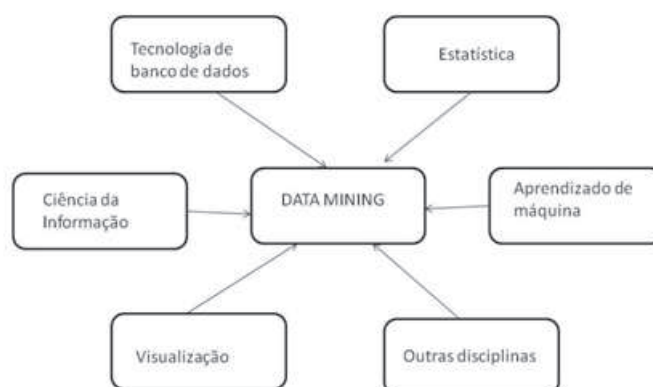 Tecnologia de
banco de dados
Estatística
Ciência da
Informação
DATA MINING
Aprendizado de
máquina
Visualização
Outras disciplinas